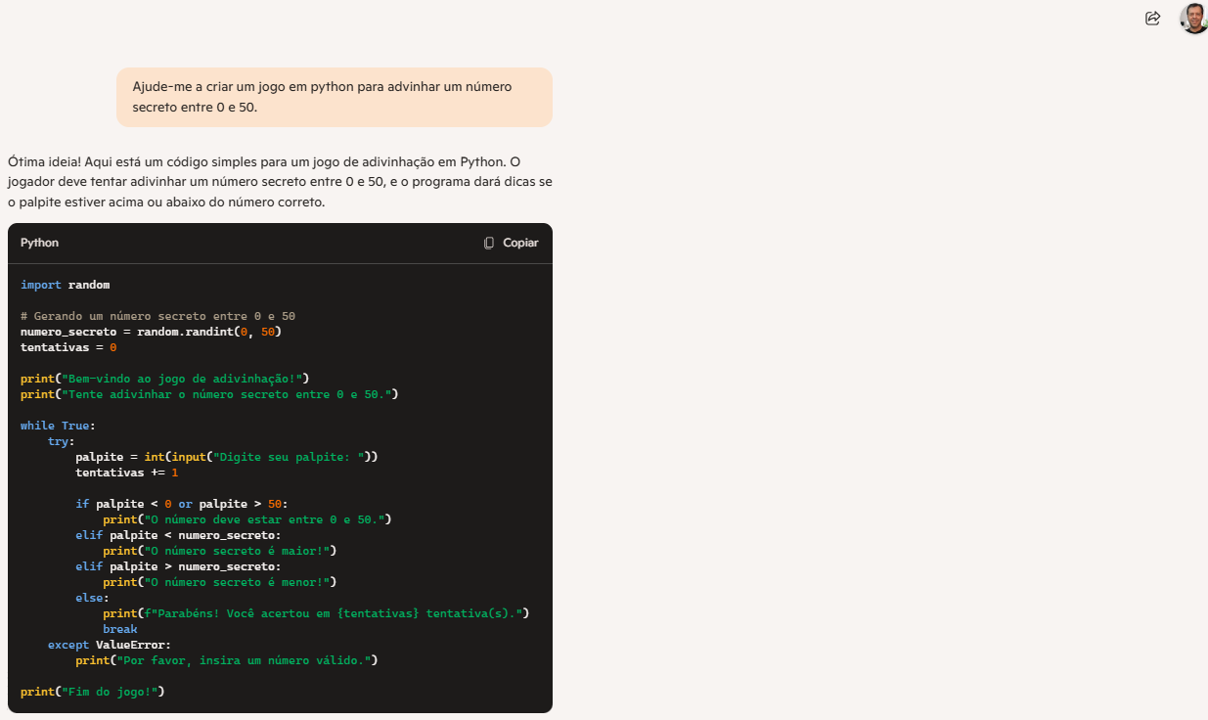 Ajude-me a criar um jogo em python para advinhar um número
secreto entre 0 e 50.
Ótima ideia! Aqui está um código simples para um jogo de adivinhação em Python. O
jogador deve tentar adivinhar um número secreto entre 0 e 50, e o programa dará dicas se
o palpite estiver acima ou abaixo do número correto.
Python Copiar
import random
# Gerando um número secreto entre 0 e 50
numero_secreto = random.randint(0, 50)
tentativas = 0
print("Bem-vindo ao jogo de adivinhação!")
print("Tente adivinhar o número secreto entre 0 e 50.")
while True:
    try:
        palpite = int(input("Digite seu palpite: "))
        tentativas += 1
        if palpite < 0 or palpite > 50:
            print("O número deve estar entre 0 e 50.")
        elif palpite < numero_secreto:
            print("O número secreto é maior!")
        elif palpite > numero_secreto:
            print("O número secreto é menor!")
        else:
            print(f"Parabéns! Você acertou em {tentativas} tentativa(s).")
            break
    except ValueError:
        print("Por favor, insira um número válido.")
print("Fim do jogo!")